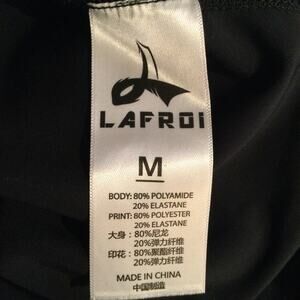 LAFROI
M
BODY: 80% POLYAMIDE
20% ELASTANE
PRINT: 80% POLYESTER
20% ELASTANE
大身：80%尼龙
20%弹力纤维
印花：80%聚酯纤维
20%弹力纤维
MADE IN CHINA
中国制造